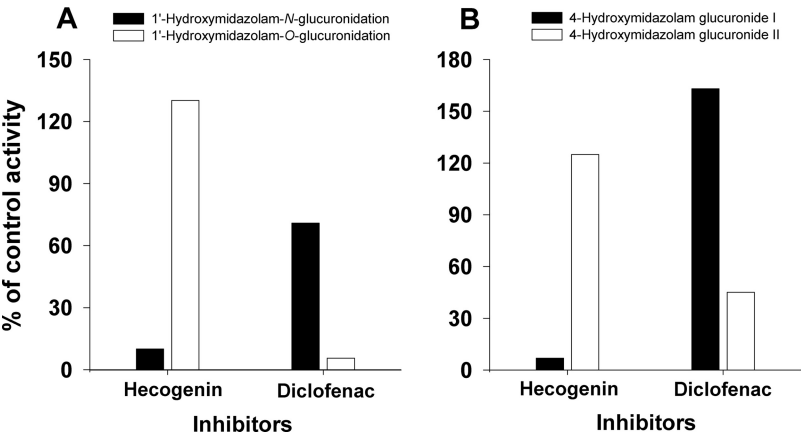 A
1'-Hydroxymidazolam-N-glucuronidation
1'-Hydroxymidazolam-O-glucuronidation
% of control activity
150
120
90
60
30
0
Hecogenin Diclofenac
Inhibitors
B
4-Hydroxymidazolam glucuronide I
4-Hydroxymidazolam glucuronide II
180
150
120
90
60
30
0
Hecogenin Diclofenac
Inhibitors